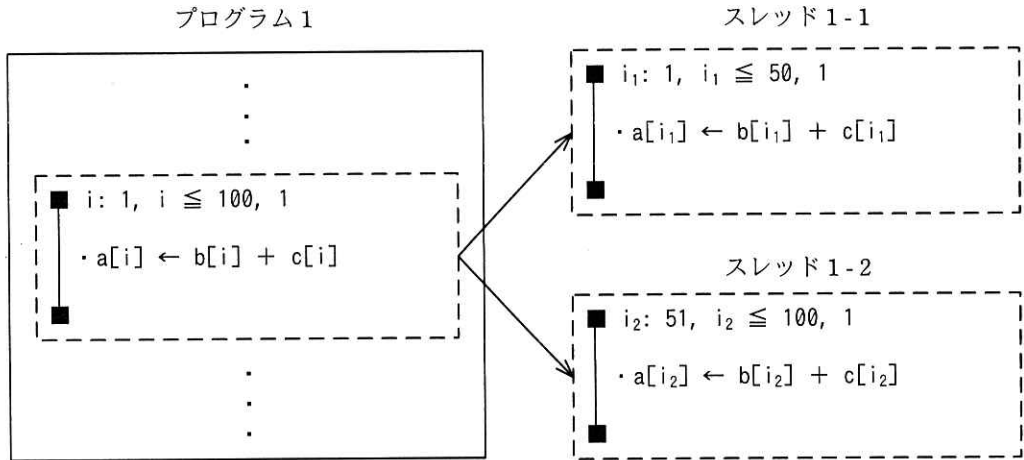 プログラム1
i: 1, i ≦ 100, 1
・a[i] ← b[i] + c[i]
スレッド1-1
i₁: 1, i₁ ≦ 50, 1
・a[i₁] ← b[i₁] + c[i₁]
スレッド1-2
i₂: 51, i₂ ≦ 100, 1
・a[i₂] ← b[i₂] + c[i₂]